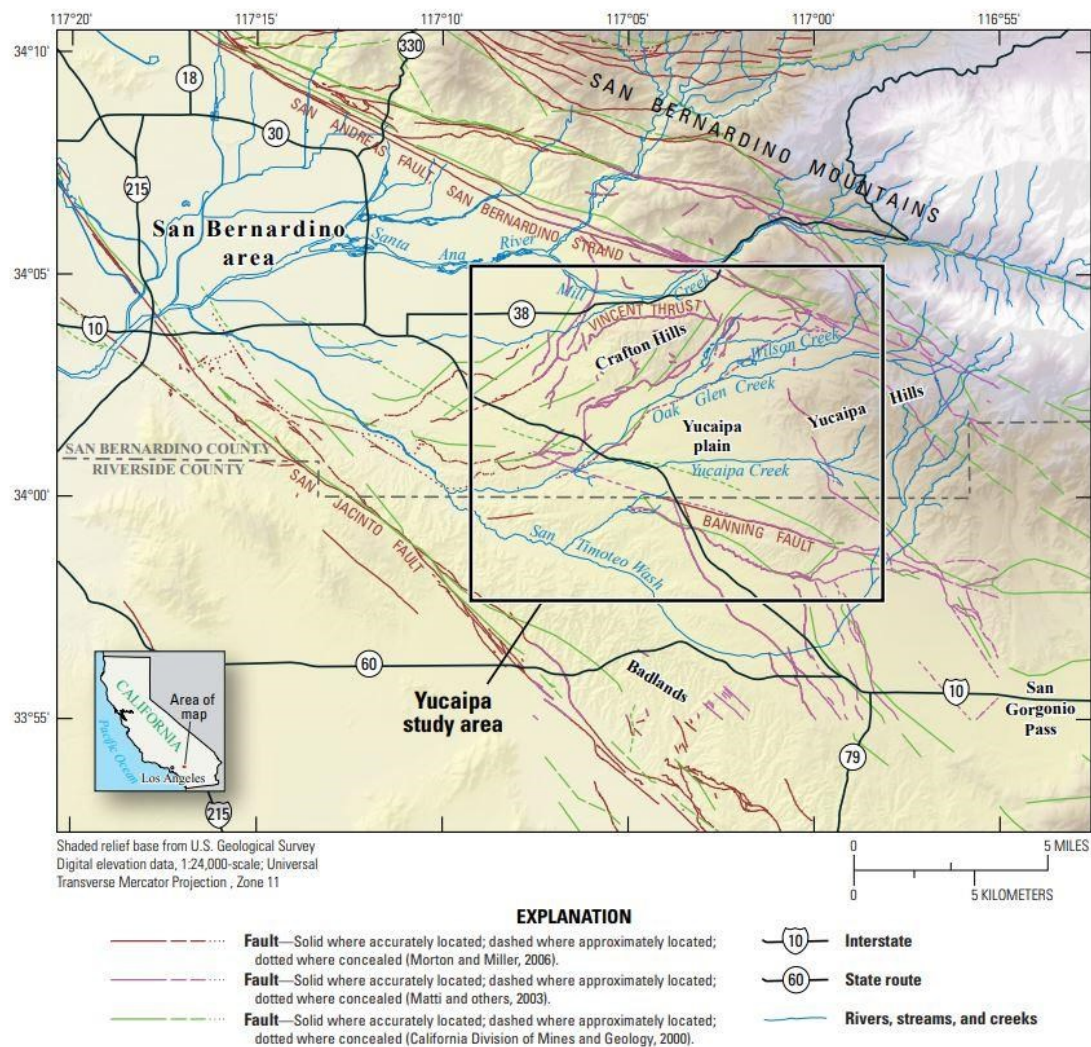 117°20' 117°15' 117°10' 117°05' 117°00' 116°55'
34°10'
34°05'
34°00'
33°55'
330
18
30
215
SAN BERNARDINO MOUNTAINS
SAN ANDREAS FAULT, SAN BERNARDINO STRAND
San Bernardino
area
Santa Ana River
Mill Creek
38
VINCENT THRUST
10
Crafton Hills
Wilson Creek
Oak Glen Creek
Yucaipa Hills
Yucaipa
plain
Yucaipa Creek
SAN BERNARDINO COUNTY
RIVERSIDE COUNTY
SAN JACINTO FAULT
BANNING FAULT
San Timoteo Wash
60
Badlands
Yucaipa
study area
10
San
Gorgonio
Pass
79
215
CALIFORNIA
Area of
map
Pacific Ocean
Los Angeles
Shaded relief base from U.S. Geological Survey
Digital elevation data, 1:24,000-scale; Universal
Transverse Mercator Projection , Zone 11
0 5 MILES
0 5 KILOMETERS
EXPLANATION
Fault—Solid where accurately located; dashed where approximately located;
dotted where concealed (Morton and Miller, 2006).
Fault—Solid where accurately located; dashed where approximately located;
dotted where concealed (Matti and others, 2003).
Fault—Solid where accurately located; dashed where approximately located;
dotted where concealed (California Division of Mines and Geology, 2000).
10 Interstate
60 State route
Rivers, streams, and creeks